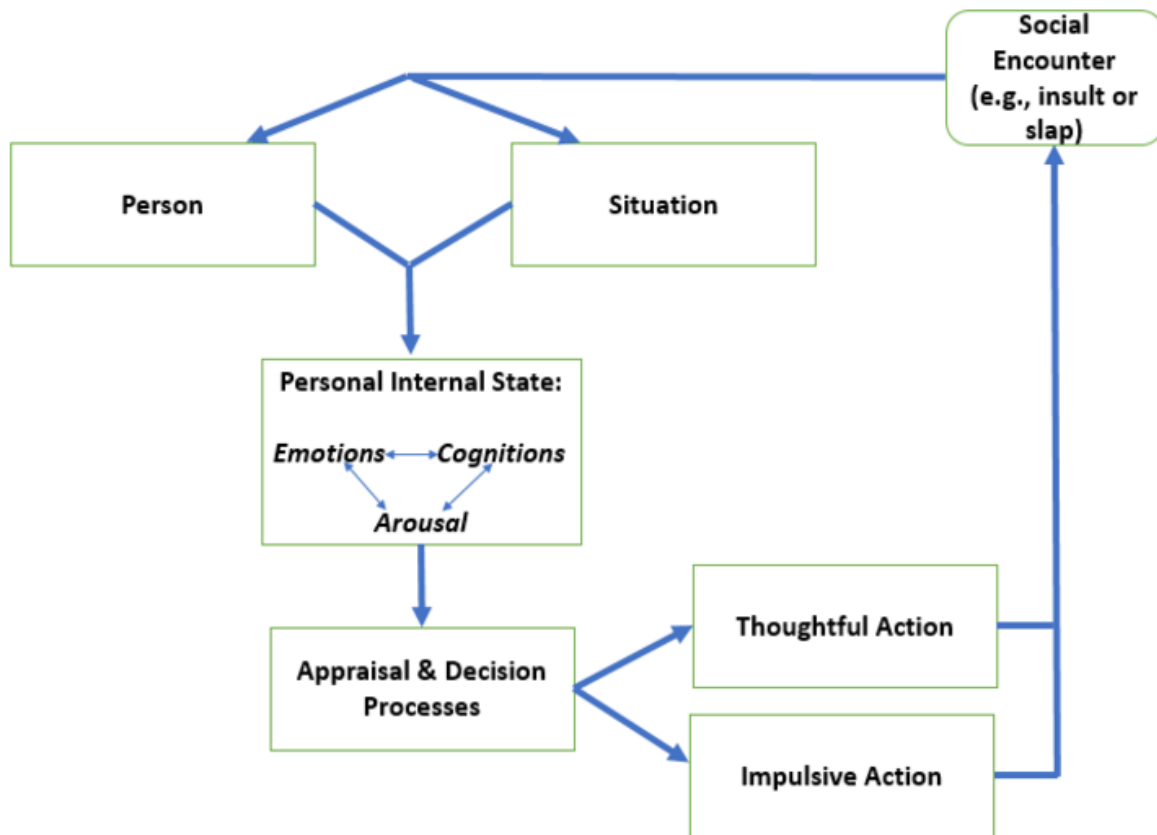 Social
Encounter
(e.g., insult or
slap)
Person
Situation
Personal Internal State:
Emotions
Cognitions
Arousal
Appraisal & Decision
Processes
Thoughtful Action
Impulsive Action